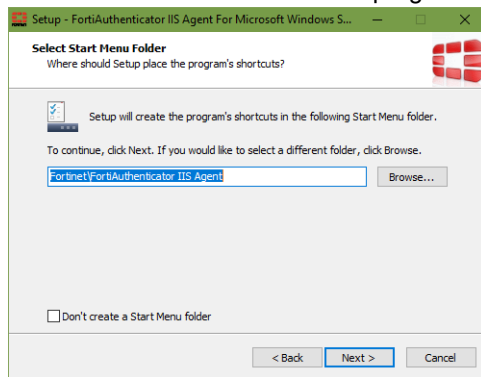 Setup - FortiAuthenticator IIS Agent For Microsoft Windows S...
Select Start Menu Folder
Where should Setup place the program's shortcuts?
Setup will create the program's shortcuts in the following Start Menu folder.
To continue, click Next. If you would like to select a different folder, click Browse.
Fortinet\FortiAuthenticator IIS Agent
Browse...
Don't create a Start Menu folder
< Back
Next >
Cancel